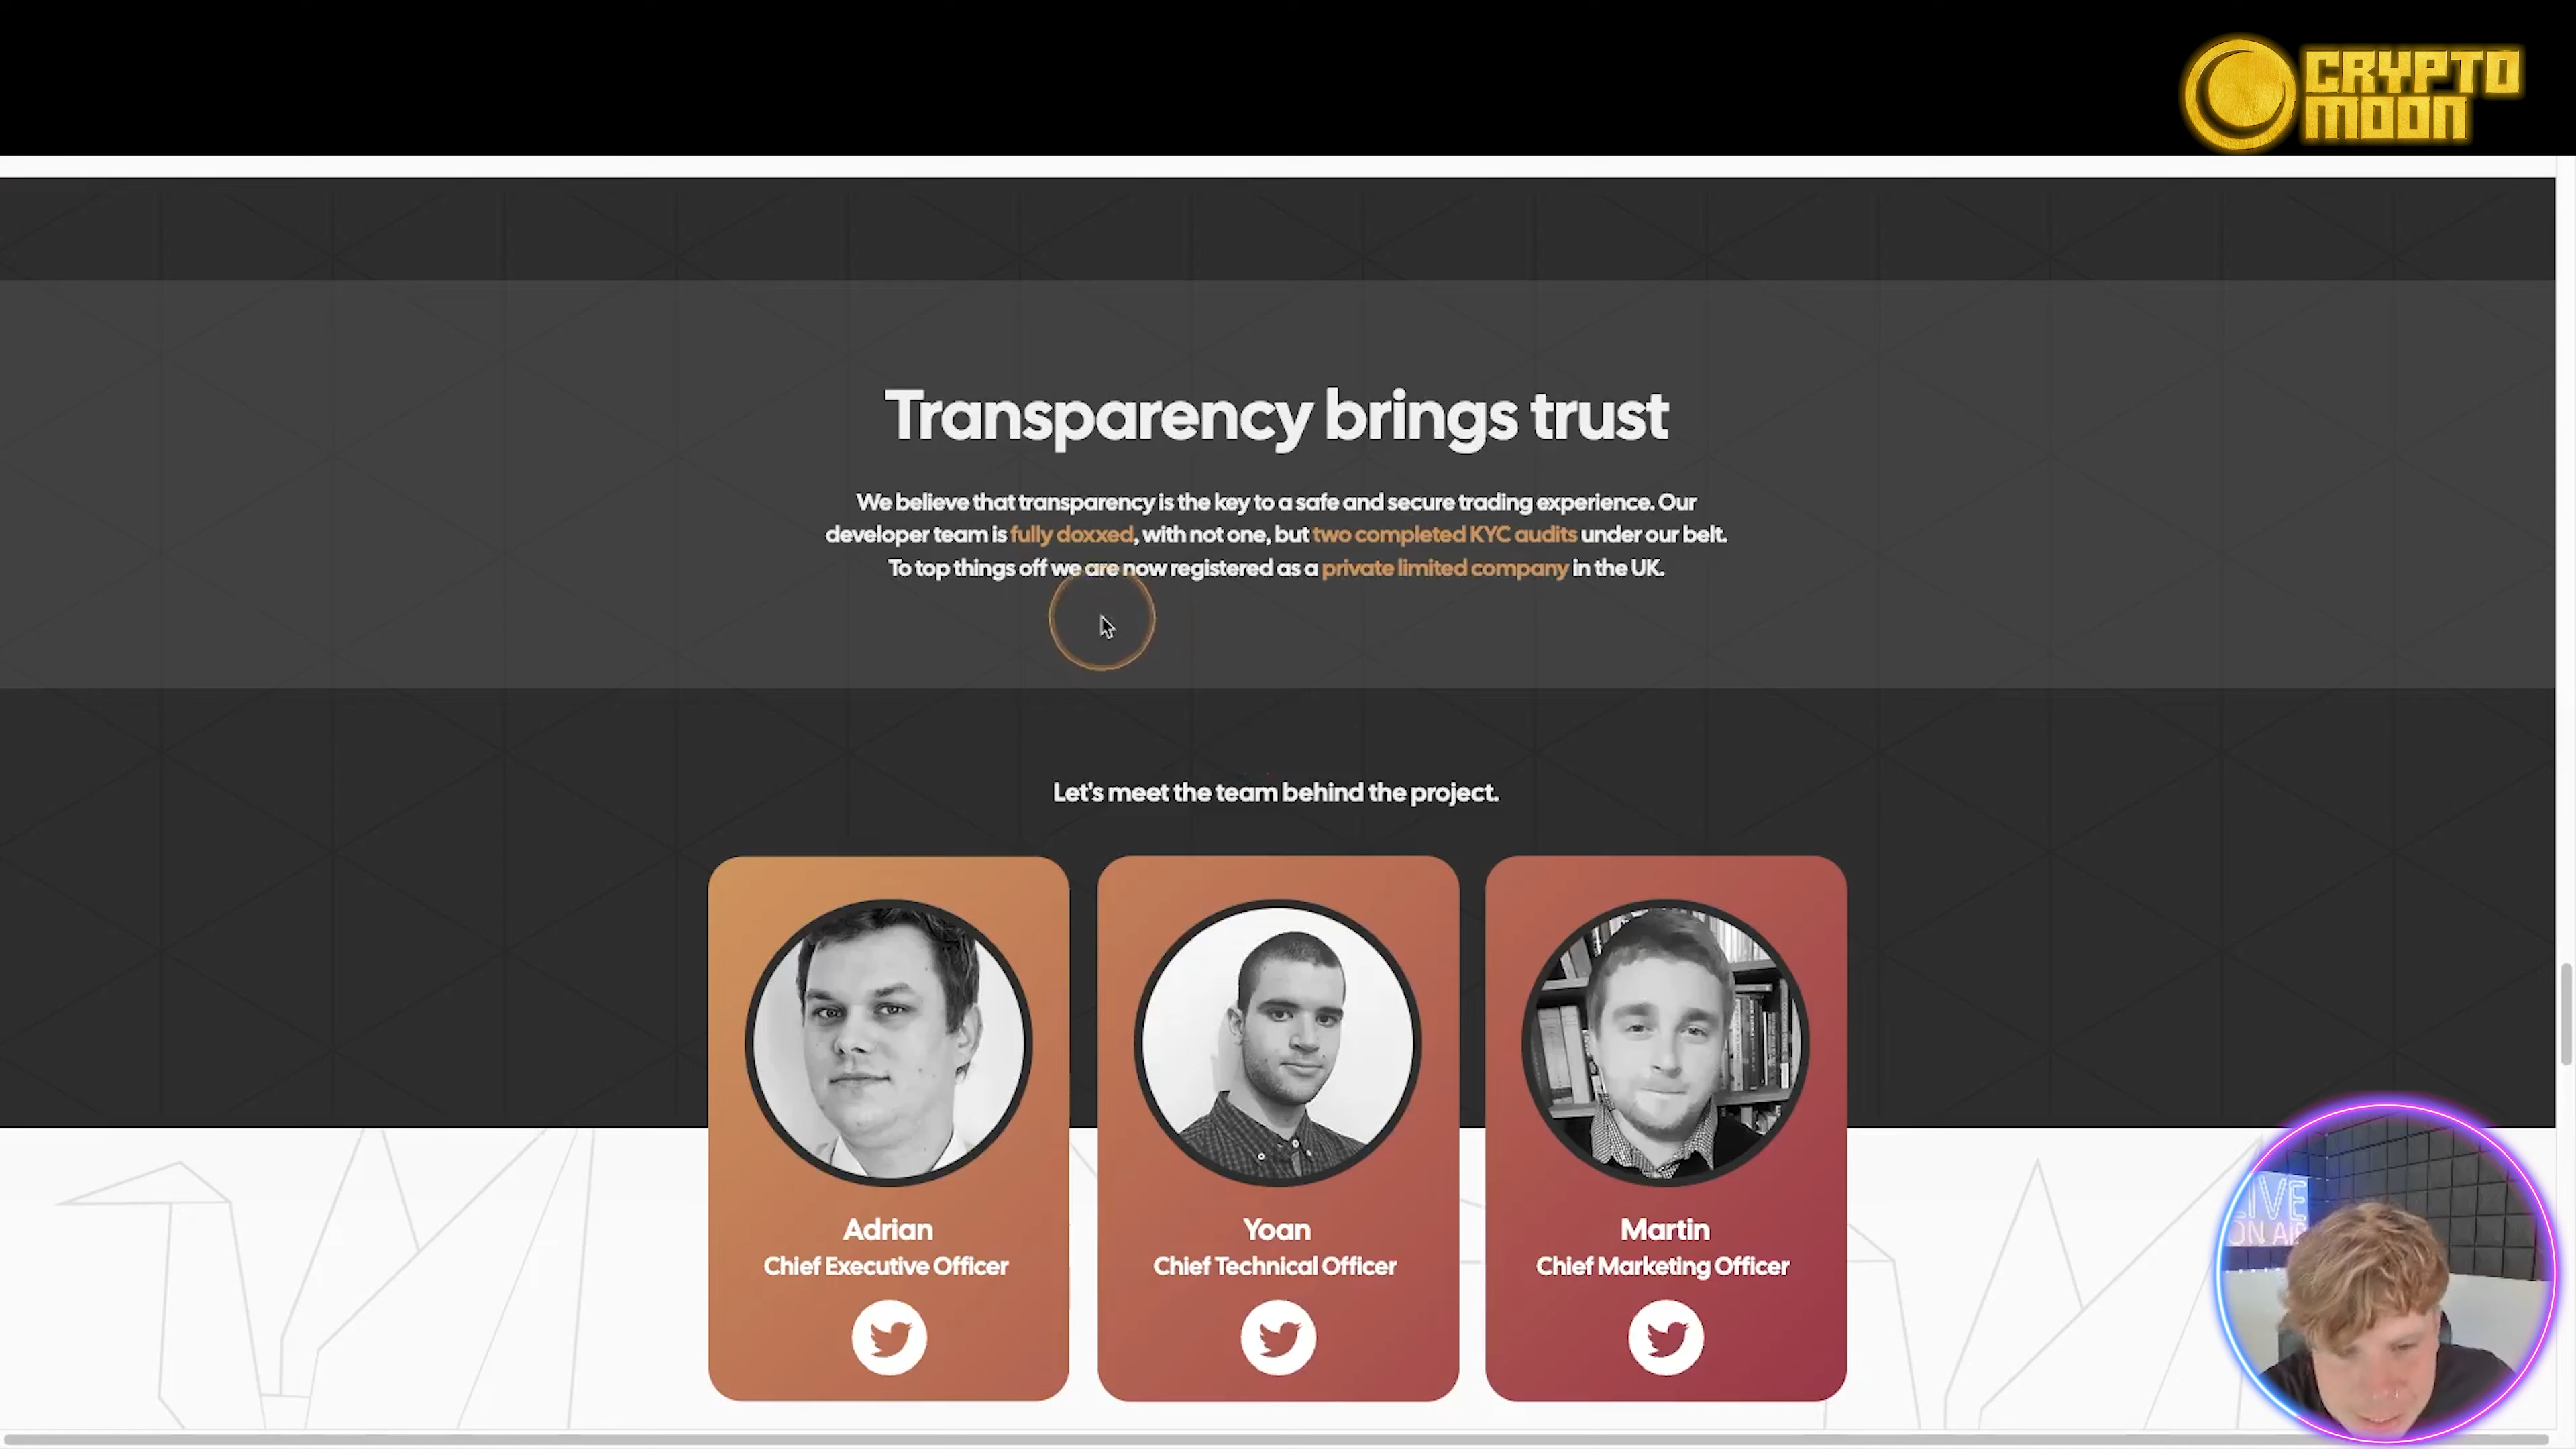 CRYPTO
MOON
Transparency brings trust
We believe that transparency is the key to a safe and secure trading experience. Our
developer team is fully doxxed, with not one, but two completed KYC audits under our belt.
To top things off we are now registered as a private limited company in the UK.
Let's meet the team behind the project.
Adrian
Chief Executive Officer
Yoan
Chief Technical Officer
Martin
Chief Marketing Officer
LIVE
ON AIR